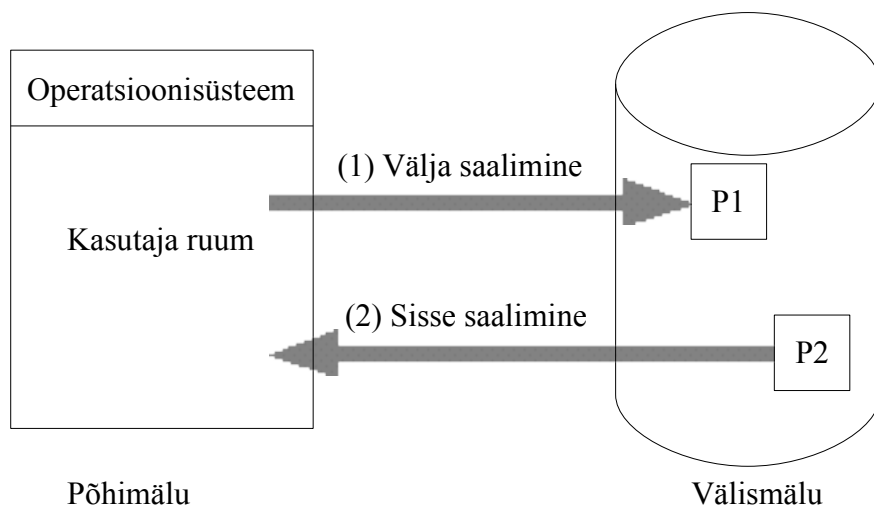 Operatsioonisüsteem
(1) Välja saalimine
P1
Kasutaja ruum
(2) Sisse saalimine
P2
Põhimälu
Välismälu